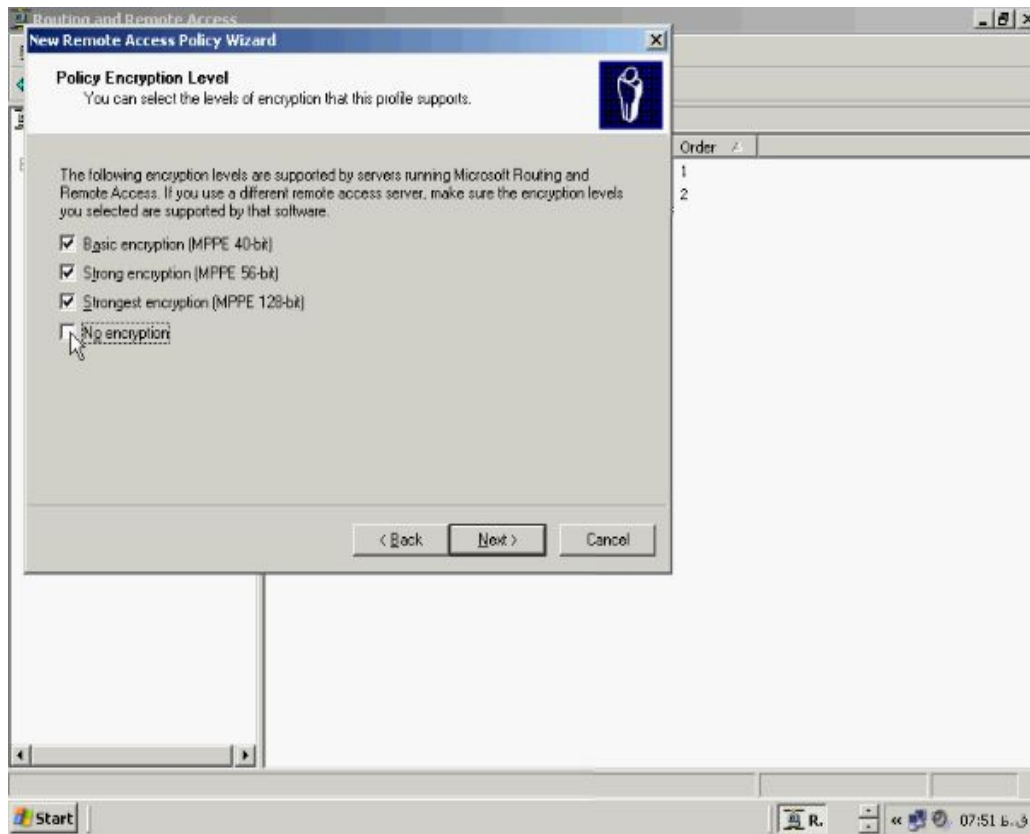 Routing and Remote Access
New Remote Access Policy Wizard
Policy Encryption Level
You can select the levels of encryption that this profile supports.
Order
1
2
The following encryption levels are supported by servers running Microsoft Routing and
Remote Access. If you use a different remote access server, make sure the encryption levels
you selected are supported by that software.
Basic encryption (MPPE 40-bit)
Strong encryption (MPPE 56-bit)
Strongest encryption (MPPE 128-bit)
No encryption
< Back
Next >
Cancel
Start
R.
07:51 ق.ظ